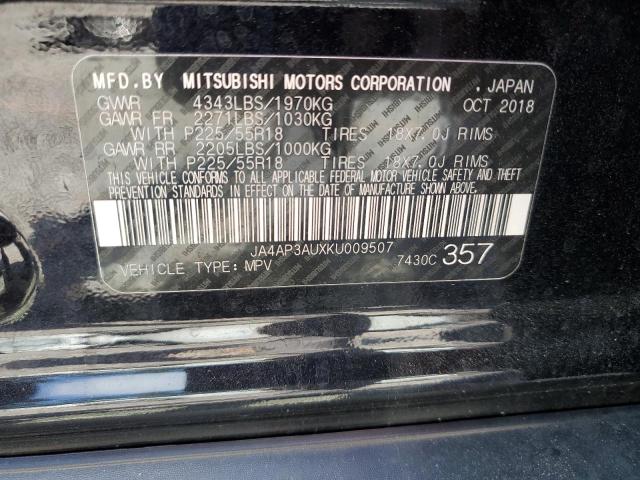 MFD.BY MITSUBISHI MOTORS CORPORATION , JAPAN
GVWR 4343LBS/1970KG OCT 2018
GAWR FR 2271LBS/1030KG
WITH P225/55R18 TIRES 18X7.0J RIMS
GAWR RR 2205LBS/1000KG
WITH P225/55R18 TIRES 18X7.0J RIMS
THIS VEHICLE CONFORMS TO ALL APPLICABLE FEDERAL MOTOR VEHICLE SAFETY AND THEFT
PREVENTION STANDARDS IN EFFECT ON THE DATE OF MANUFACTURE SHOWN ABOVE.
JA4AP3AUXKU009507
VEHICLE TYPE: MPV 7430C 357